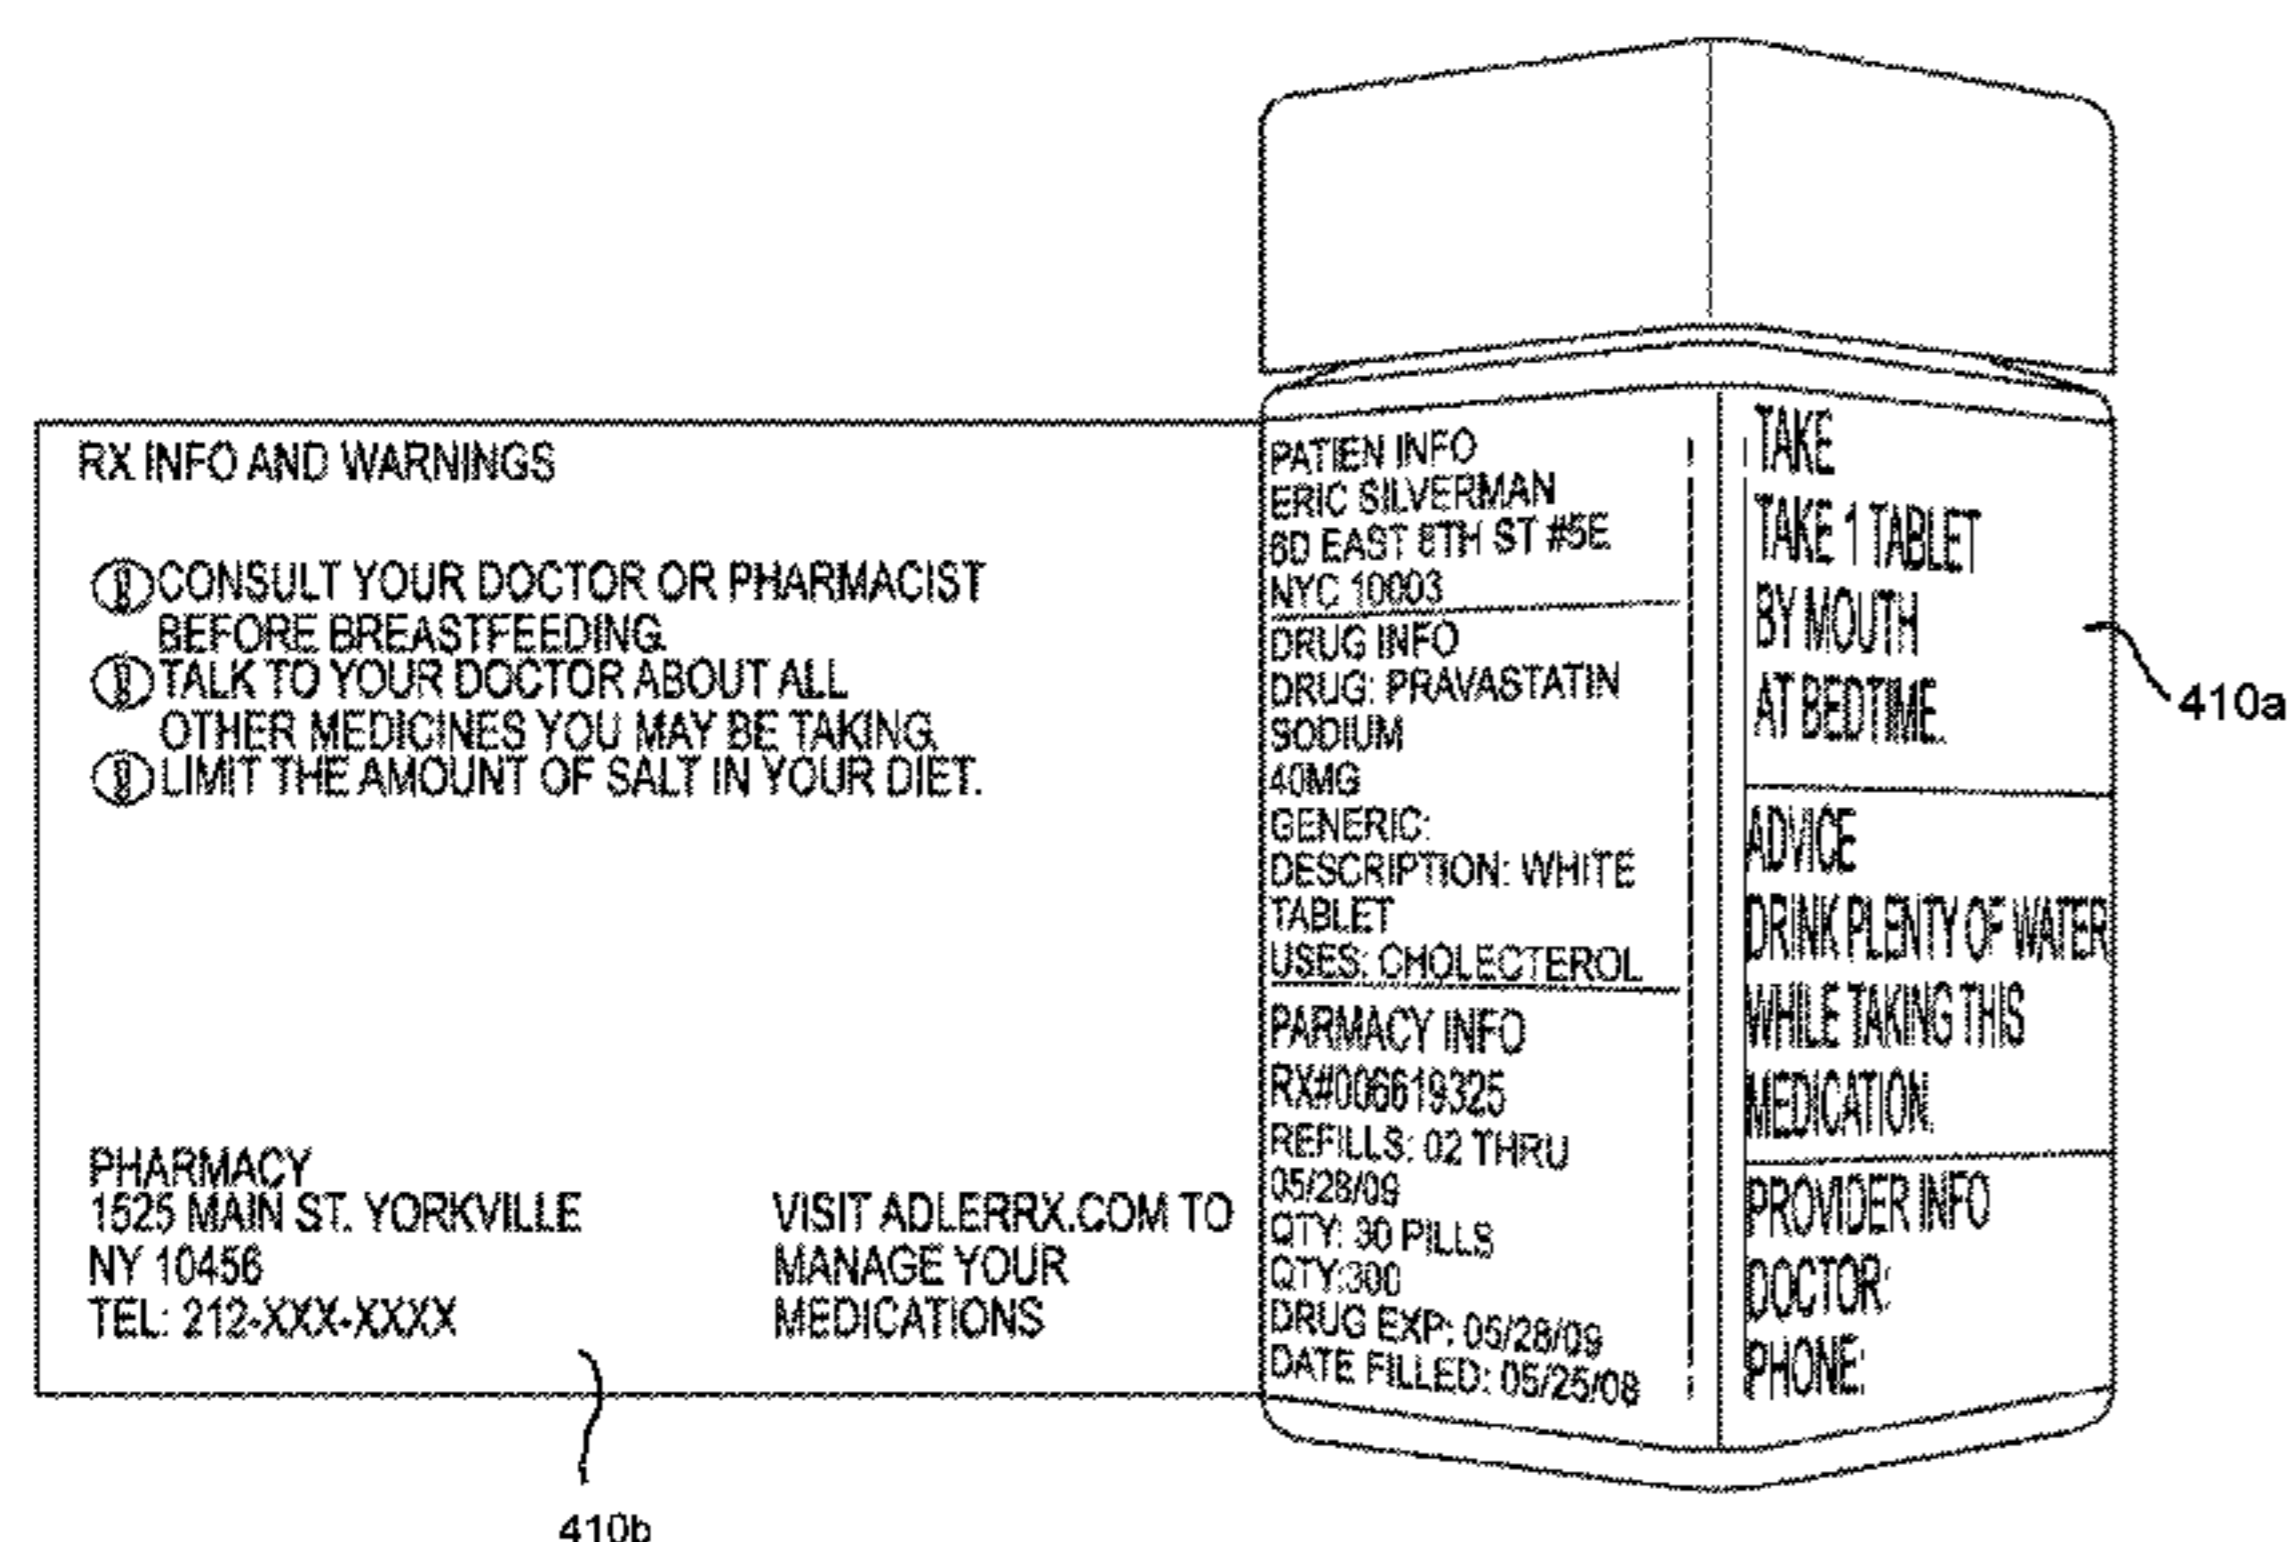 RX INFO AND WARNINGS
CONSULT YOUR DOCTOR OR PHARMACIST
BEFORE BREASTFEEDING.
TALK TO YOUR DOCTOR ABOUT ALL
OTHER MEDICINES YOU MAY BE TAKING.
LIMIT THE AMOUNT OF SALT IN YOUR DIET.
PHARMACY
1525 MAIN ST. YORKVILLE
NY 10456
TEL: 212-XXX-XXXX
VISIT ADLERRX.COM TO
MANAGE YOUR
MEDICATIONS
410b
PATIEN INFO
ERIC SILVERMAN
6D EAST 8TH ST #5E
NYC 10003
DRUG INFO
DRUG: PRAVASTATIN
SODIUM
40MG
GENERIC:
DESCRIPTION: WHITE
TABLET
USES: CHOLECTEROL
PARMACY INFO
RX#006619325
REFILLS: 02 THRU
05/28/09
QTY: 30 PILLS
QTY:300
DRUG EXP: 05/28/09
DATE FILLED: 05/25/08
TAKE
TAKE 1 TABLET
BY MOUTH
AT BEDTIME.
ADVICE
DRINK PLENTY OF WATER
WHILE TAKING THIS
MEDICATION.
PROVIDER INFO
DOCTOR:
PHONE:
410a